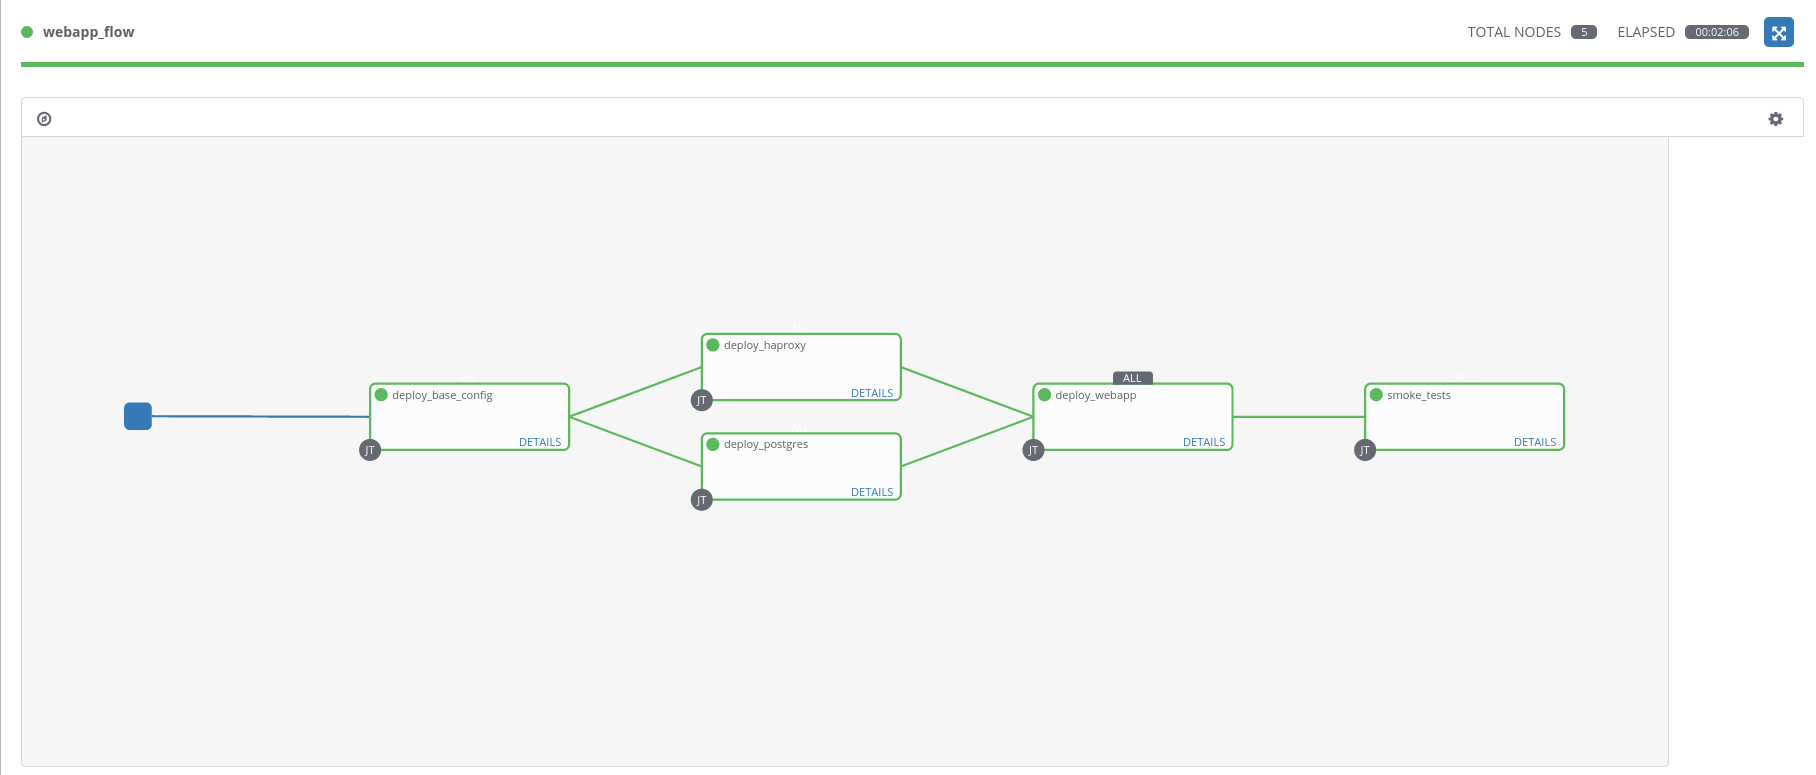 webapp_flow
TOTAL NODES 5 ELAPSED 00:02:06
deploy_base_config
DETAILS
JT
deploy_haproxy
DETAILS
JT
deploy_postgres
DETAILS
JT
ALL
deploy_webapp
DETAILS
JT
smoke_tests
DETAILS
JT